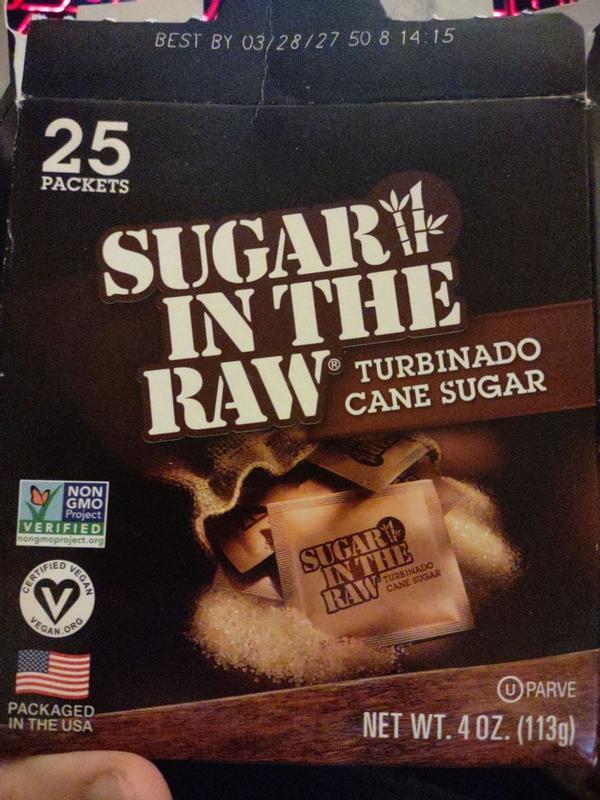 BEST BY 03/28/27 50 8 14:15
25
PACKETS
SUGAR
IN THE
RAW®
TURBINADO
CANE SUGAR
NON
GMO
Project
VERIFIED
nongmoproject.org
CERTIFIED VEGAN
VEGAN.ORG
PACKAGED
IN THE USA
SUGAR
IN THE
RAW
TURBINADO
CANE SUGAR
U PARVE
NET WT. 4 OZ. (113g)